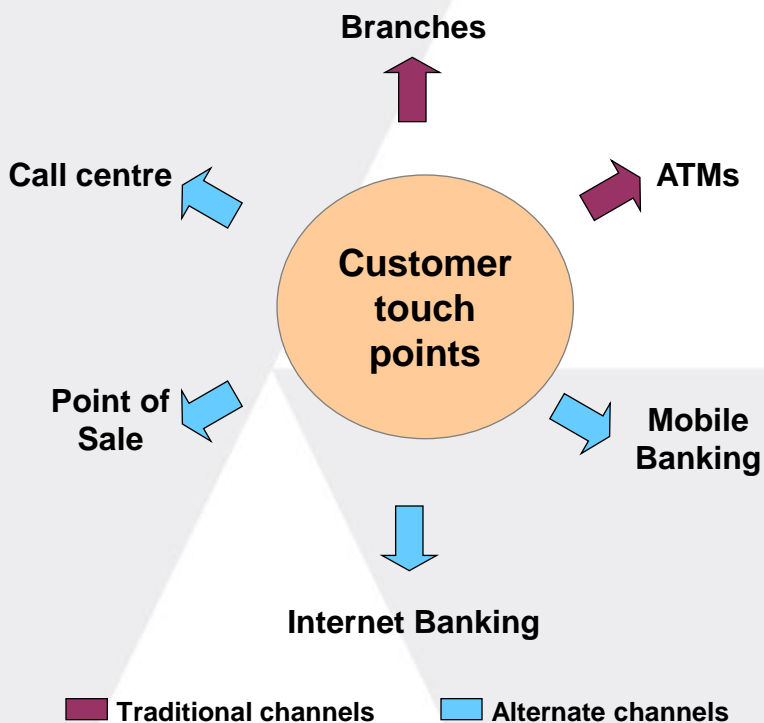 Branches
Call centre
ATMs
Customer
touch
points
Point of
Sale
Mobile
Banking
Internet Banking
Traditional channels
Alternate channels